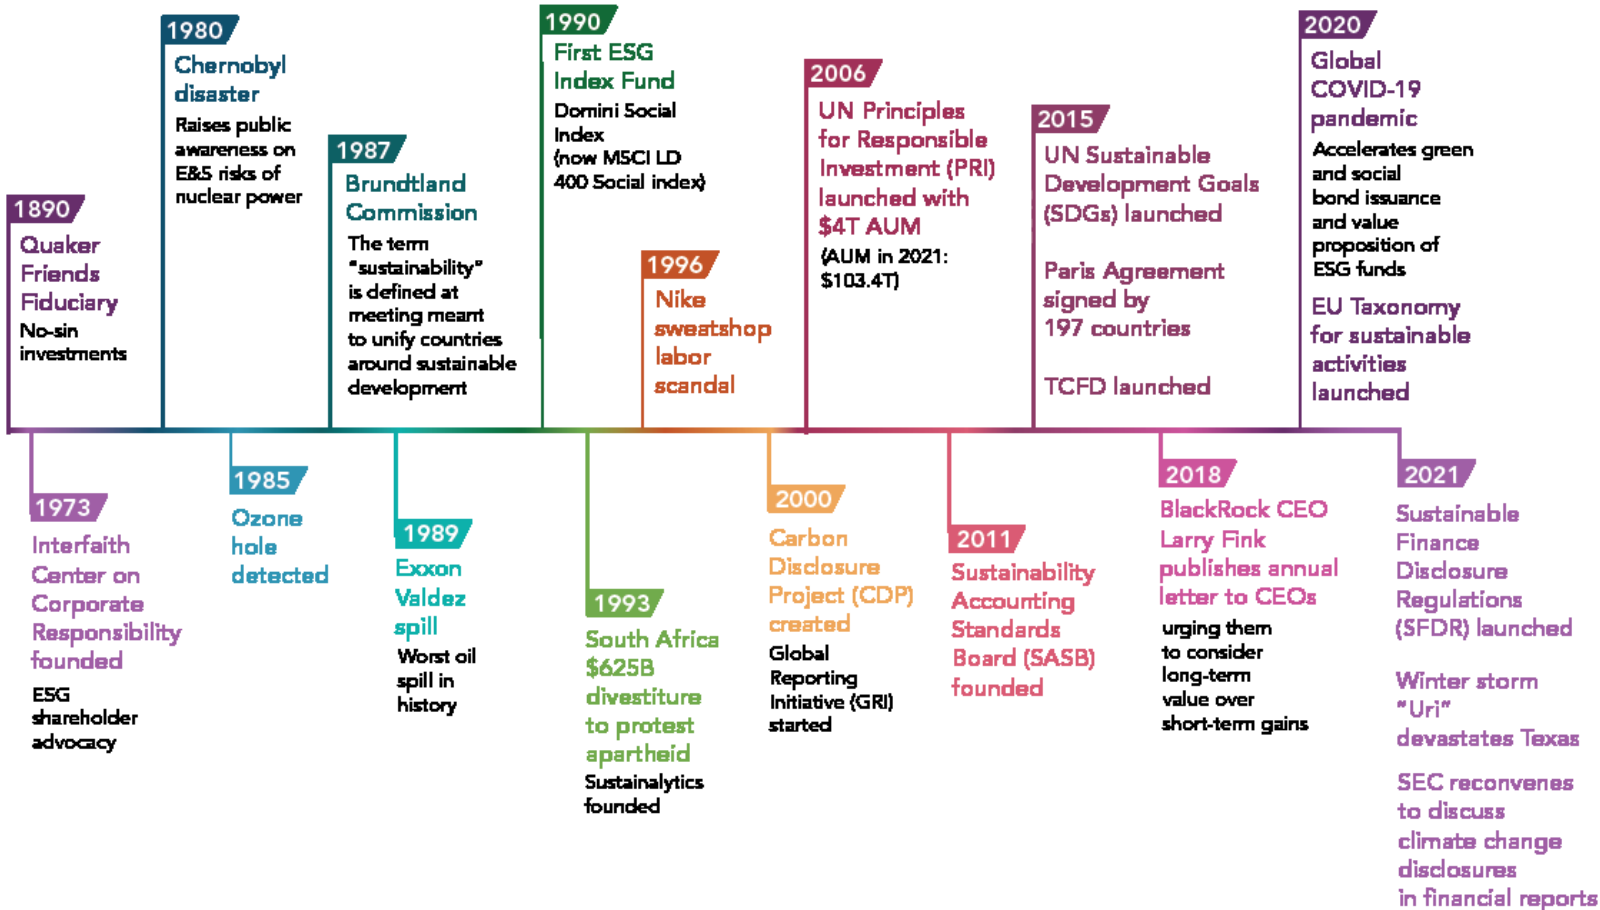 1890
Quaker
Friends
Fiduciary
No-sin
investments
1973
Interfaith
Center on
Corporate
Responsibility
founded
ESG
shareholder
advocacy
1980
Chernobyl
disaster
Raises public
awareness on
E&S risks of
nuclear power
1985
Ozone
hole
detected
1987
Brundtland
Commission
The term
"sustainability"
is defined at
meeting meant
to unify countries
around sustainable
development
1989
Exxon
Valdez
spill
Worst oil
spill in
history
1990
First ESG
Index Fund
Domini Social
Index
(now MSCI LD
400 Social index)
1993
South Africa
$625B
divestiture
to protest
apartheid
Sustainalytics
founded
1996
Nike
sweatshop
labor
scandal
2000
Carbon
Disclosure
Project (CDP)
created
Global
Reporting
Initiative (GRI)
started
2006
UN Principles
for Responsible
Investment (PRI)
launched with
$4T AUM
(AUM in 2021:
$103.4T)
2011
Sustainability
Accounting
Standards
Board (SASB)
founded
2015
UN Sustainable
Development Goals
(SDGs) launched
Paris Agreement
signed by
197 countries
TCFD launched
2018
BlackRock CEO
Larry Fink
publishes annual
letter to CEOs
urging them
to consider
long-term
value over
short-term gains
2020
Global
COVID-19
pandemic
Accelerates green
and social
bond issuance
and value
proposition of
ESG funds
EU Taxonomy
for sustainable
activities
launched
2021
Sustainable
Finance
Disclosure
Regulations
(SFDR) launched
Winter storm
"Uri"
devastates Texas
SEC reconvenes
to discuss
climate change
disclosures
in financial reports